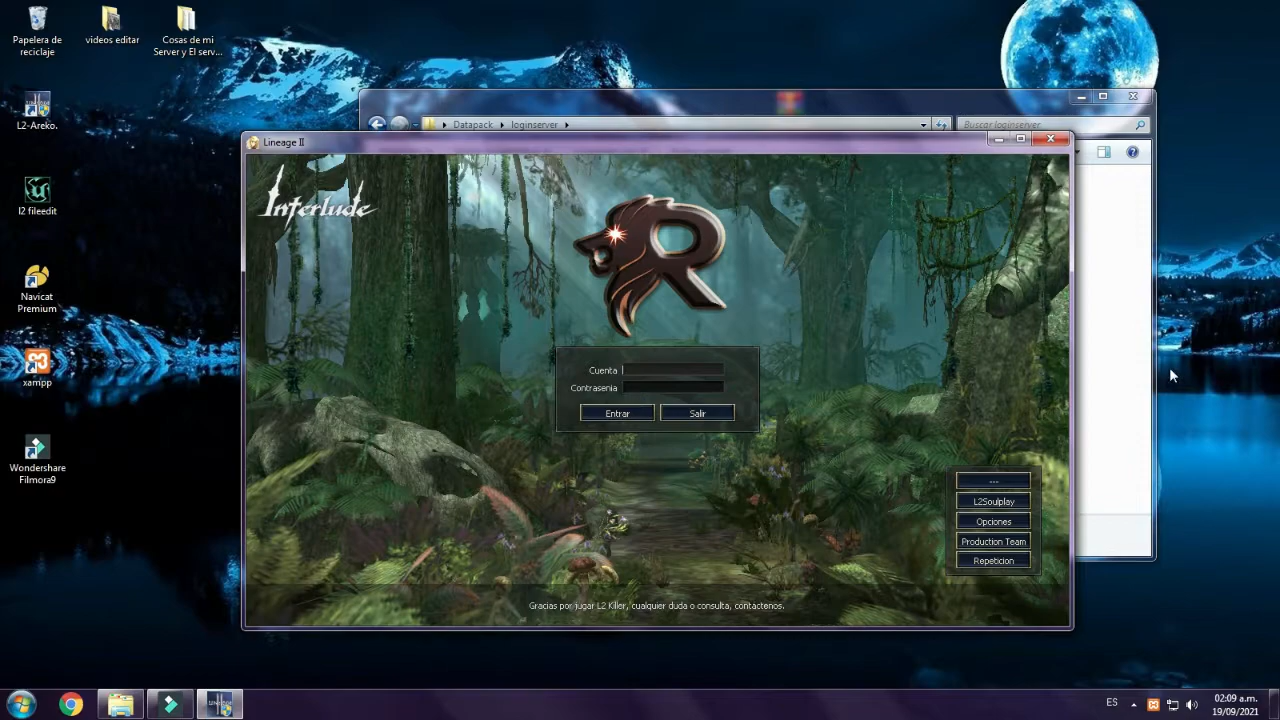 Papelera de
reciclaje
videos editar
Cosas de mi
Server y El serv...
L2-Areko.
l2 fileedit
Navicat
Premium
xampp
Wondershare
Filmora9
Datapack
loginserver
Buscar loginserver
Lineage II
Interlude
R
Cuenta
Contrasenia
Entrar
Salir
---
L2Soulplay
Opciones
Production Team
Repeticion
Gracias por jugar L2 Killer, cualquier duda o consulta, contactenos.
ES
02:09 a.m.
19/09/2021